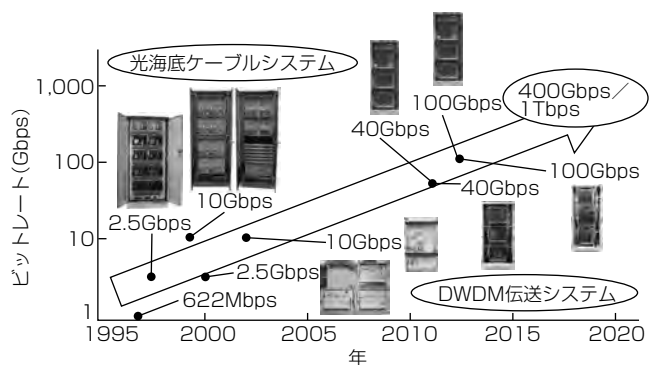 光海底ケーブルシステム
ビットレート(Gbps)
1,000
100
10
1
2.5Gbps
10Gbps
40Gbps
100Gbps
400Gbps／
1Tbps
100Gbps
40Gbps
10Gbps
2.5Gbps
622Mbps
DWDM伝送システム
1995
2000
2005
2010
2015
2020
年